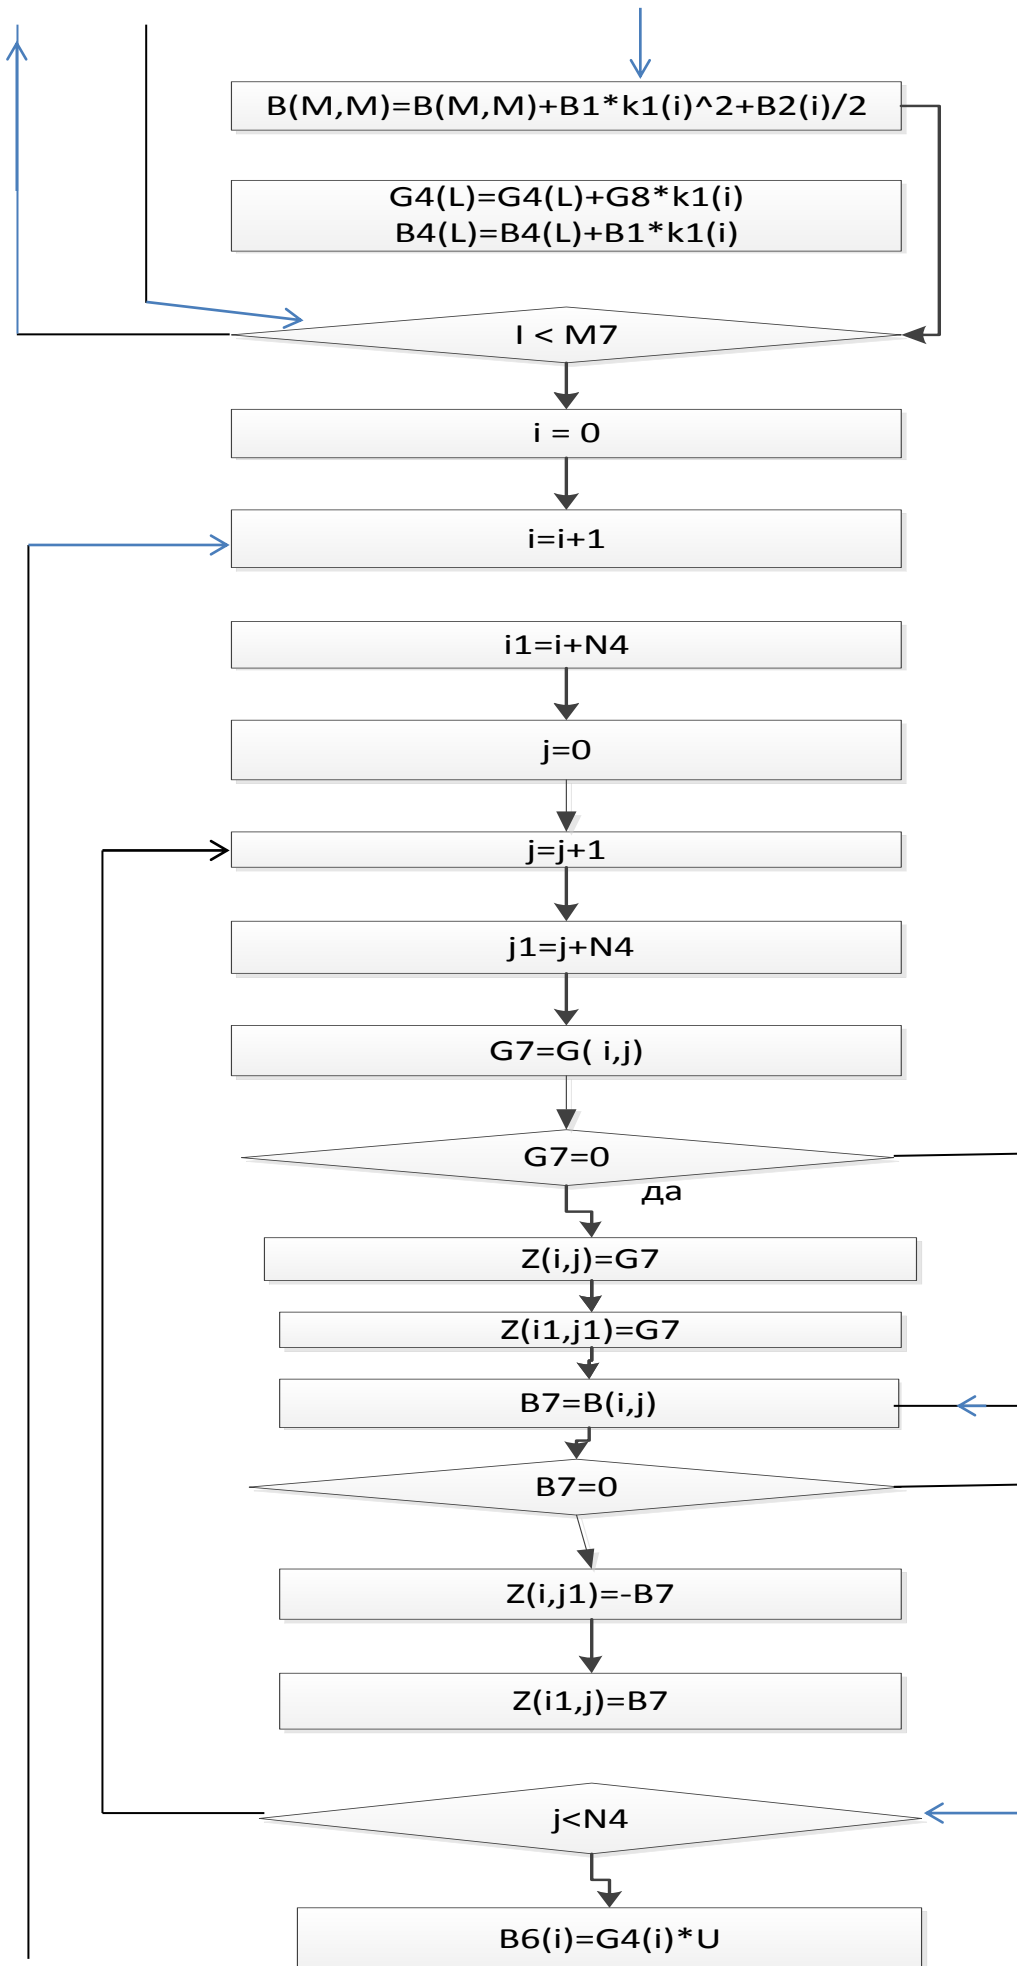 B(M,M)=B(M,M)+B1*k1(i)^2+B2(i)/2
G4(L)=G4(L)+G8*k1(i)
B4(L)=B4(L)+B1*k1(i)
I < M7
i = 0
i=i+1
i1=i+N4
j=0
j=j+1
j1=j+N4
G7=G( i,j)
G7=0
да
Z(i,j)=G7
Z(i1,j1)=G7
B7=B(i,j)
B7=0
Z(i,j1)=-B7
Z(i1,j)=B7
j<N4
B6(i)=G4(i)*U